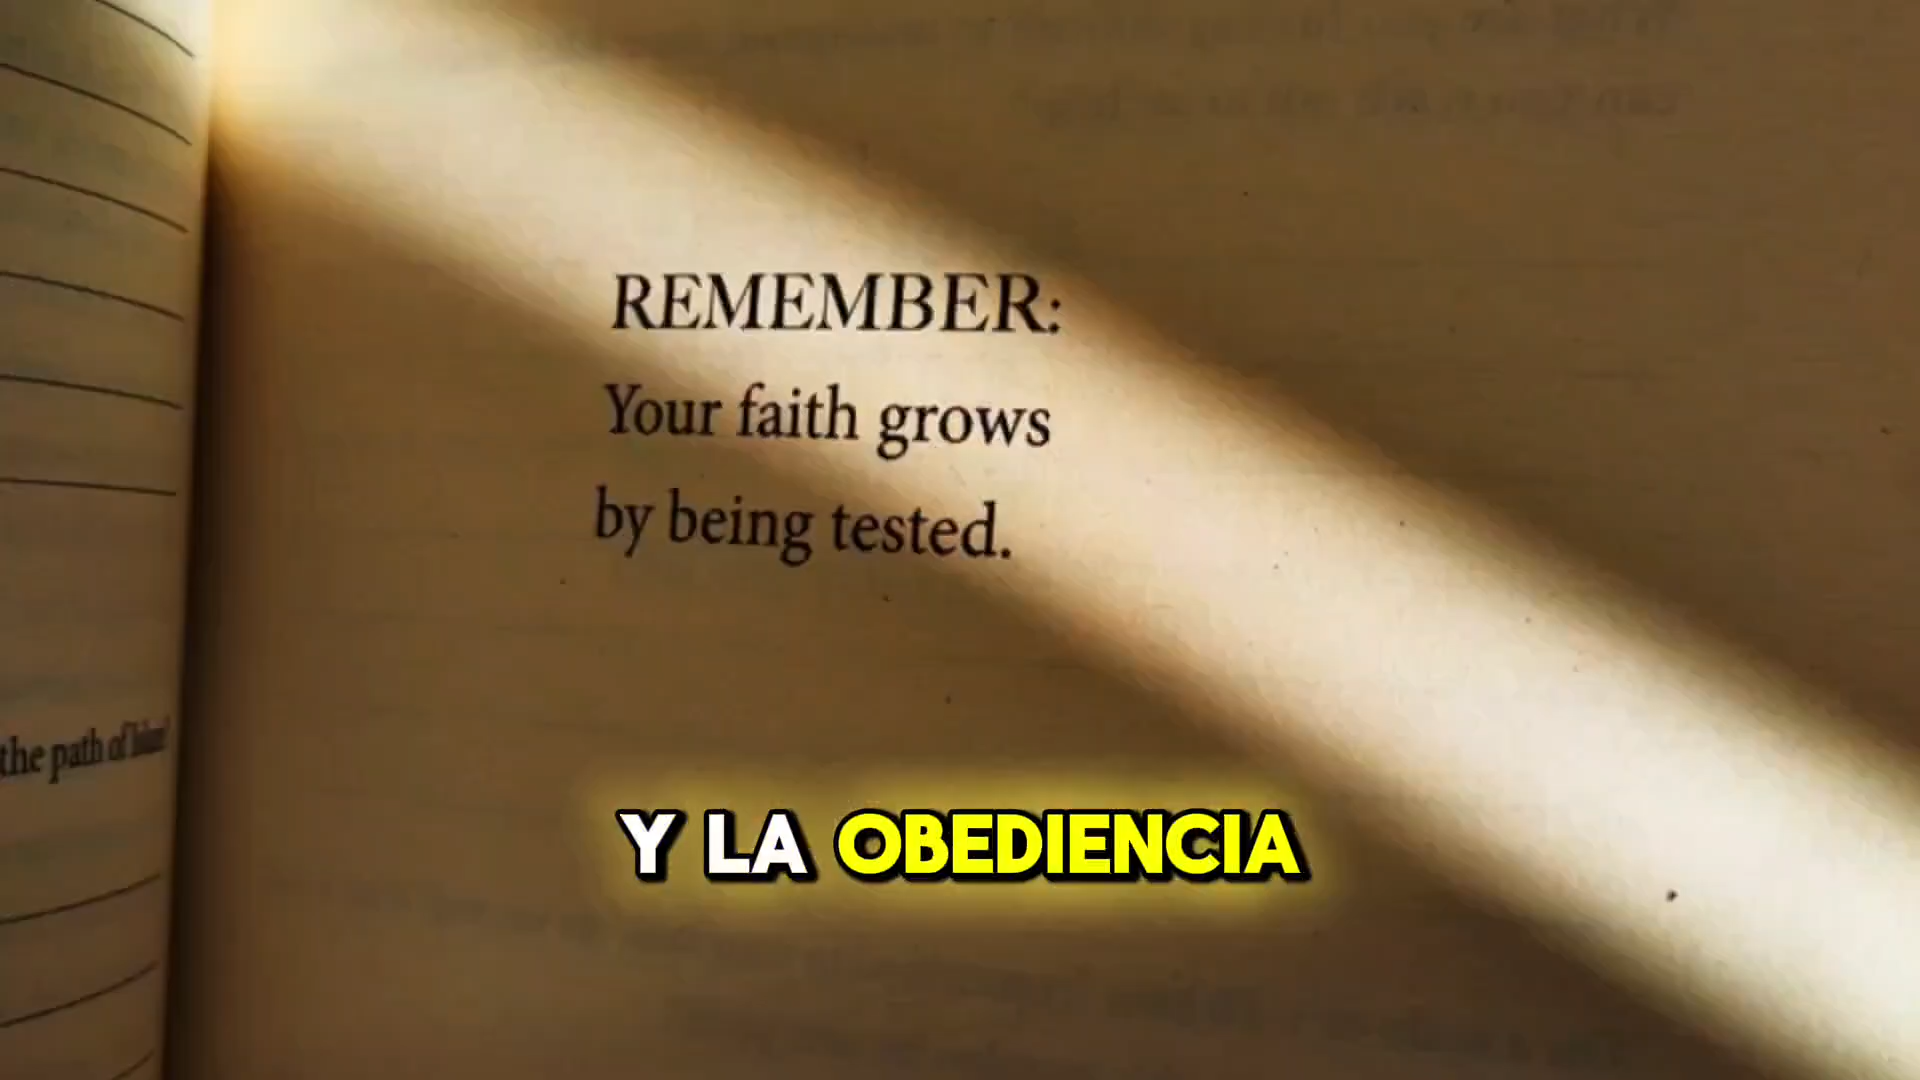 REMEMBER:
Your faith grows
by being tested.
the path of
Y LA OBEDIENCIA